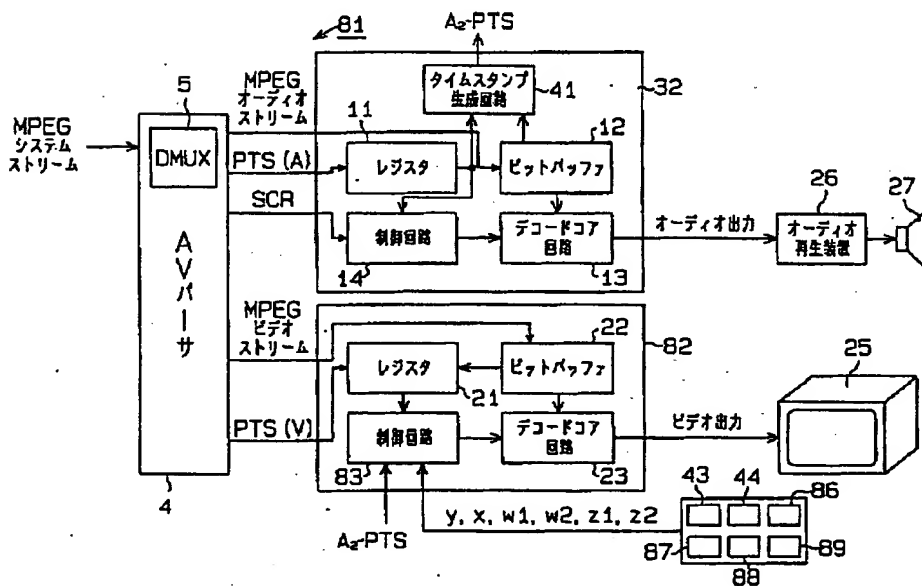 A₂-PTS
81
5
MPEG
オーディオ
ストリーム
タイムスタンプ
生成回路
41
32
MPEG
システム
ストリーム
DMUX
11
12
PTS (A)
レジスタ
ビットバッファ
26
27
SCR
制御回路
デコードコア
回路
オーディオ出力
オーディオ
再生装置
14
13
AVパーサ
MPEG
ビデオ
ストリーム
22
82
25
レジスタ
ビットバッファ
21
PTS (V)
制御回路
デコードコア
回路
ビデオ出力
83
23
4
43
44
86
A₂-PTS
y, x, w1, w2, z1, z2
87
88
89